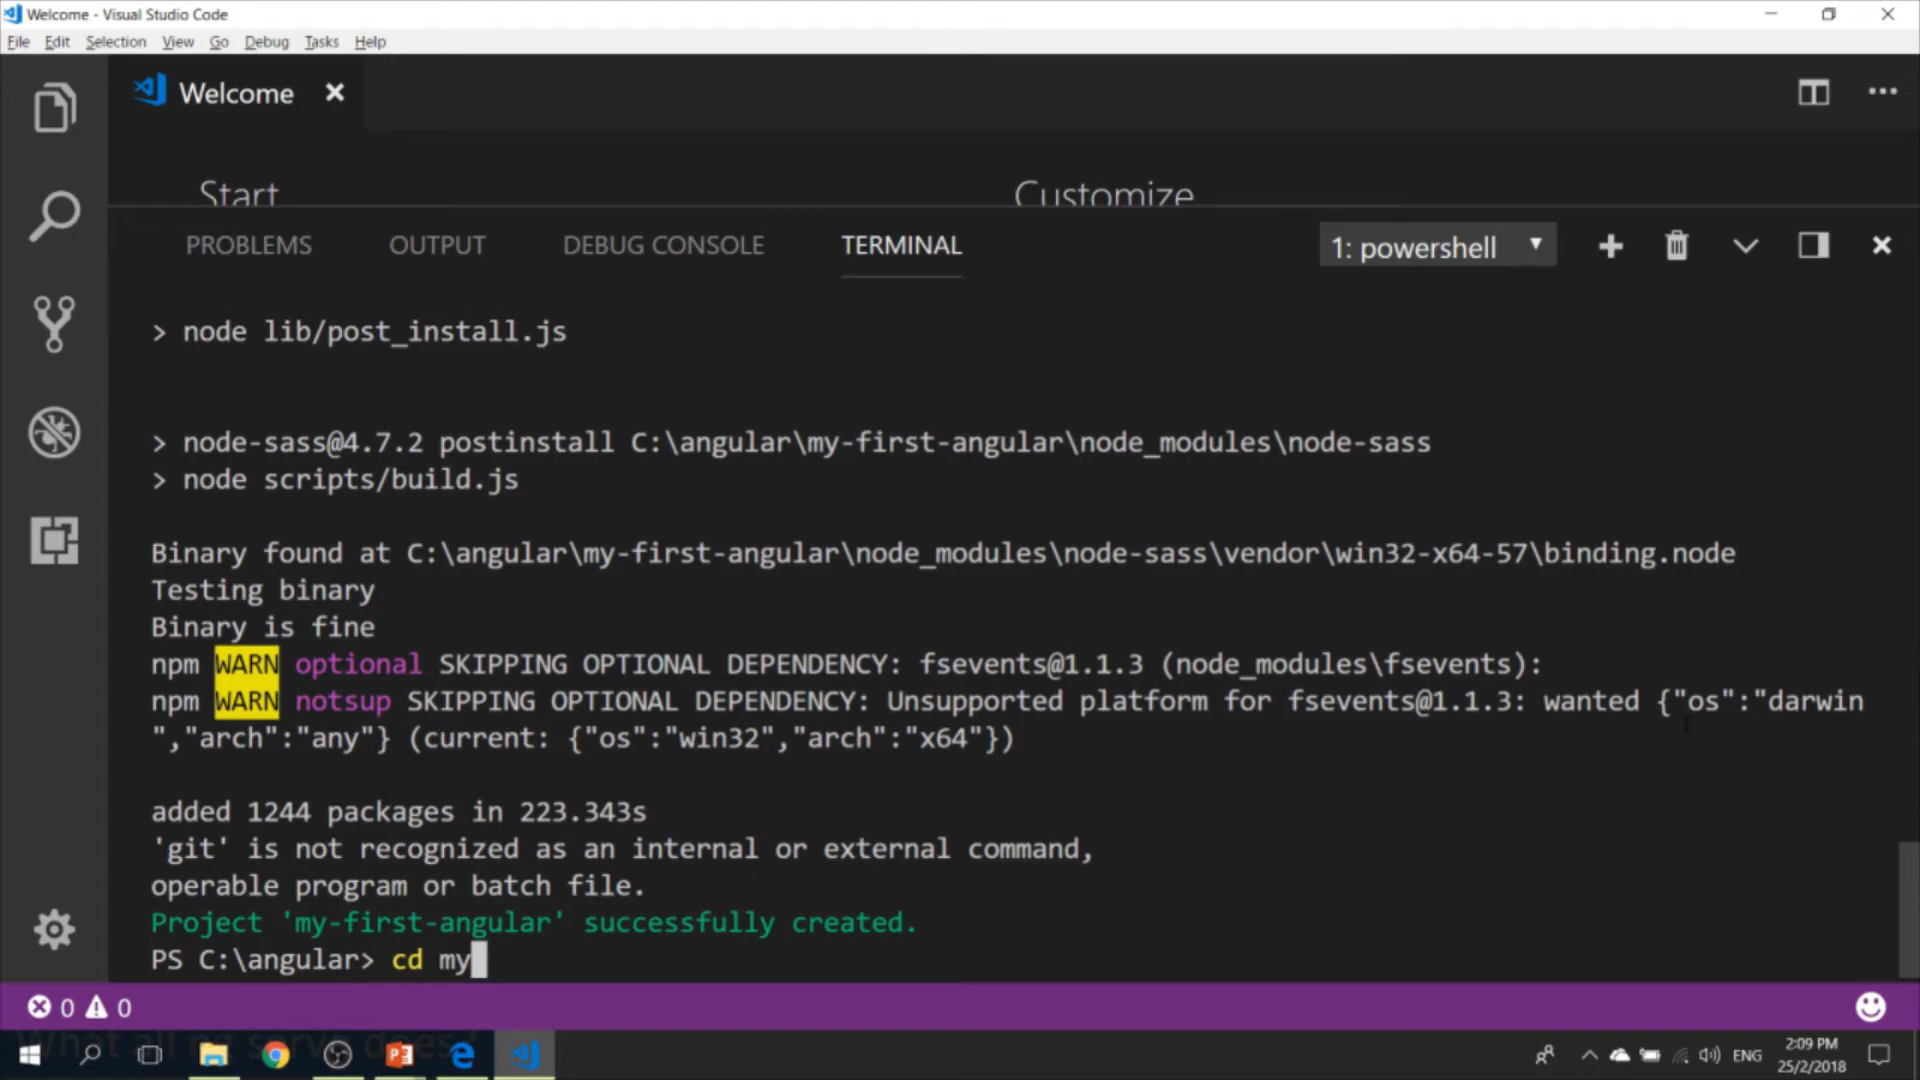 Welcome - Visual Studio Code
File Edit Selection View Go Debug Tasks Help
Welcome
Start Customize
PROBLEMS OUTPUT DEBUG CONSOLE TERMINAL 1: powershell
> node lib/post_install.js
> node-sass@4.7.2 postinstall C:\angular\my-first-angular\node_modules\node-sass
> node scripts/build.js
Binary found at C:\angular\my-first-angular\node_modules\node-sass\vendor\win32-x64-57\binding.node
Testing binary
Binary is fine
npm WARN optional SKIPPING OPTIONAL DEPENDENCY: fsevents@1.1.3 (node_modules\fsevents):
npm WARN notsup SKIPPING OPTIONAL DEPENDENCY: Unsupported platform for fsevents@1.1.3: wanted {"os":"darwin
","arch":"any"} (current: {"os":"win32","arch":"x64"})
added 1244 packages in 223.343s
'git' is not recognized as an internal or external command,
operable program or batch file.
Project 'my-first-angular' successfully created.
PS C:\angular> cd my
0 0
What all ng serve does
ENG 2:09 PM
25/2/2018